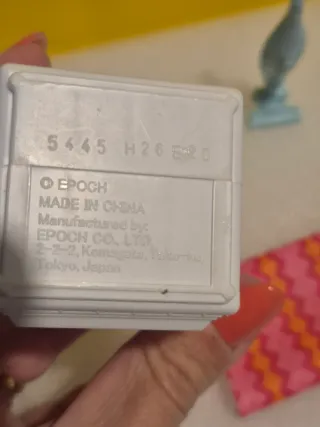 5445 H26
© EPOCH
MADE IN CHINA
Manufactured by:
EPOCH CO., LTD.
2-2-2, Komagata, Taito-ku,
Tokyo, Japan